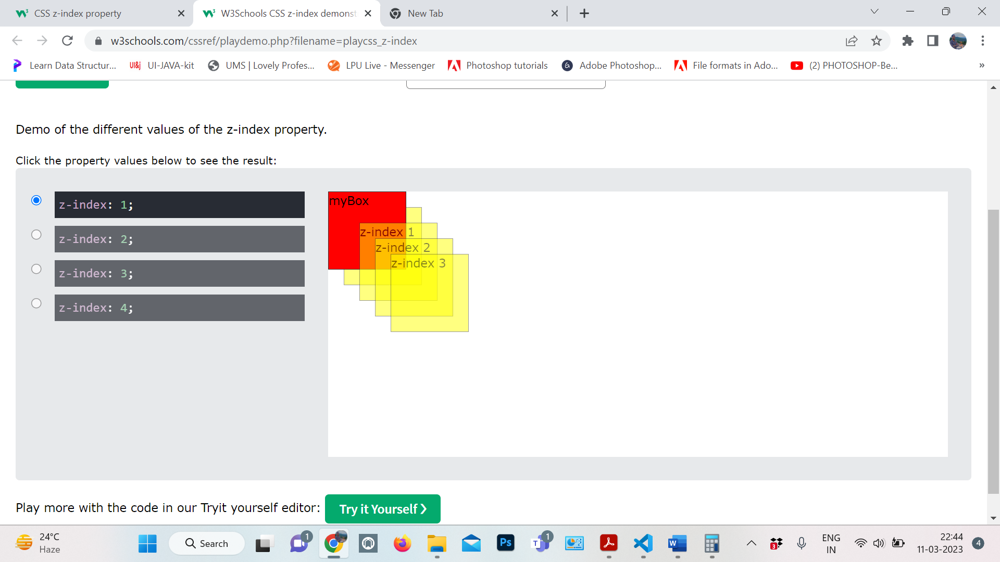 CSS z-index property
W3Schools CSS z-index demonst
New Tab
w3schools.com/cssref/playdemo.php?filename=playcss_z-index
Learn Data Structur...
UI&j UI-JAVA-kit
UMS | Lovely Profes...
LPU Live - Messenger
Photoshop tutorials
Adobe Photoshop...
File formats in Ado...
(2) PHOTOSHOP-Be...
»
Demo of the different values of the z-index property.
Click the property values below to see the result:
z-index: 1;
z-index: 2;
z-index: 3;
z-index: 4;
myBox
z-index 1
z-index 2
z-index 3
Play more with the code in our Tryit yourself editor:
Try it Yourself ❯
24°C
Haze
Search
1
Ps
T
1
W
3
ENG
IN
22:44
11-03-2023
4